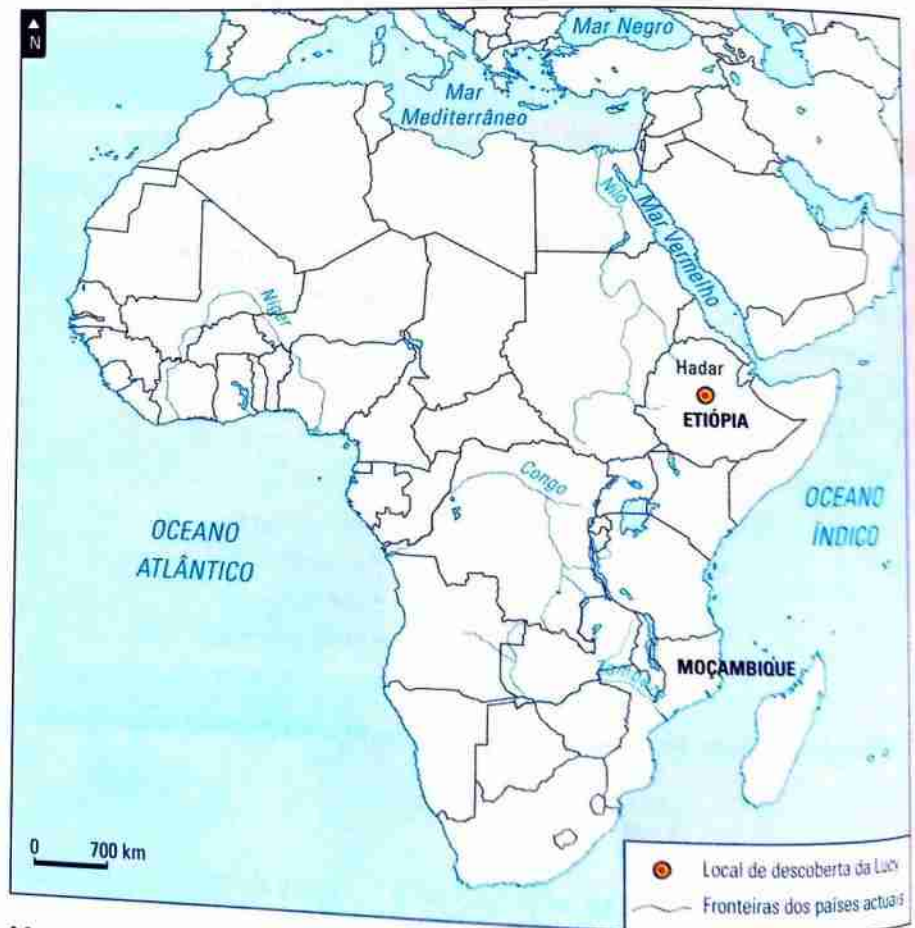 N
Mar Negro
Mar
Mediterrâneo
Nilo
Mar Vermelho
Níger
Hadar
ETIÓPIA
Congo
OCEANO
ÍNDICO
OCEANO
ATLÂNTICO
MOÇAMBIQUE
0 700 km
Local de descoberta da Lucy
Fronteiras dos países actuais